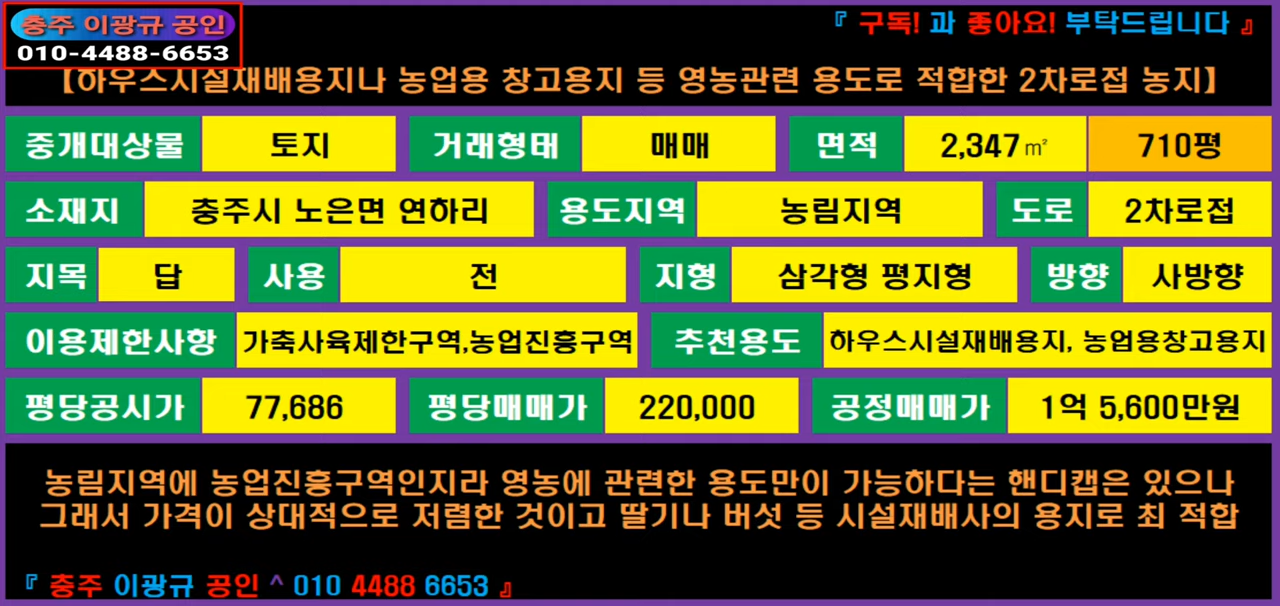 충주 이광규 공인
010-4488-6653
『 구독! 과 좋아요! 부탁드립니다 』
【하우스시설재배용지나 농업용 창고용지 등 영농관련 용도로 적합한 2차로접 농지】
중개대상물 토지 거래형태 매매 면적 2,347㎡ 710평
소재지 충주시 노은면 연하리 용도지역 농림지역 도로 2차로접
지목 답 사용 전 지형 삼각형 평지형 방향 사방향
이용제한사항 가축사육제한구역,농업진흥구역 추천용도 하우스시설재배용지, 농업용창고용지
평당공시가 77,686 평당매매가 220,000 공정매매가 1억 5,600만원
농림지역에 농업진흥구역인지라 영농에 관련한 용도만이 가능하다는 핸디캡은 있으나
그래서 가격이 상대적으로 저렴한 것이고 딸기나 버섯 등 시설재배사의 용지로 최 적합
『 충주 이광규 공인 ^ 010 4488 6653 』